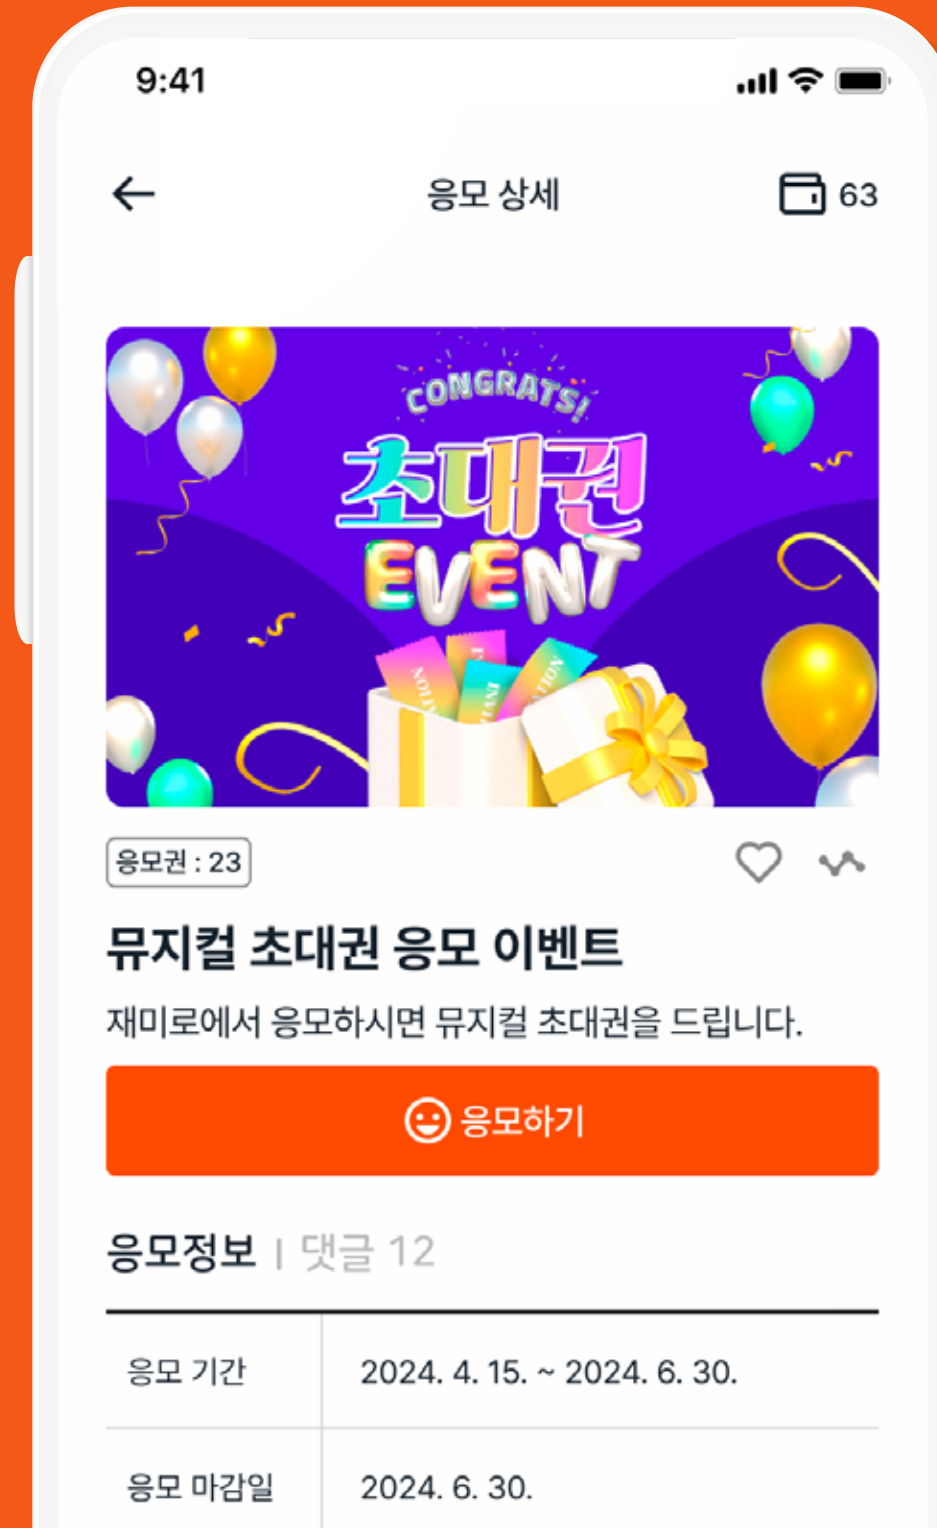 9:41
응모 상세
63
CONGRATS!
초대권
EVENT
응모권 : 23
뮤지컬 초대권 응모 이벤트
재미로에서 응모하시면 뮤지컬 초대권을 드립니다.
응모하기
응모정보 | 댓글 12
응모 기간 2024. 4. 15. ~ 2024. 6. 30.
응모 마감일 2024. 6. 30.